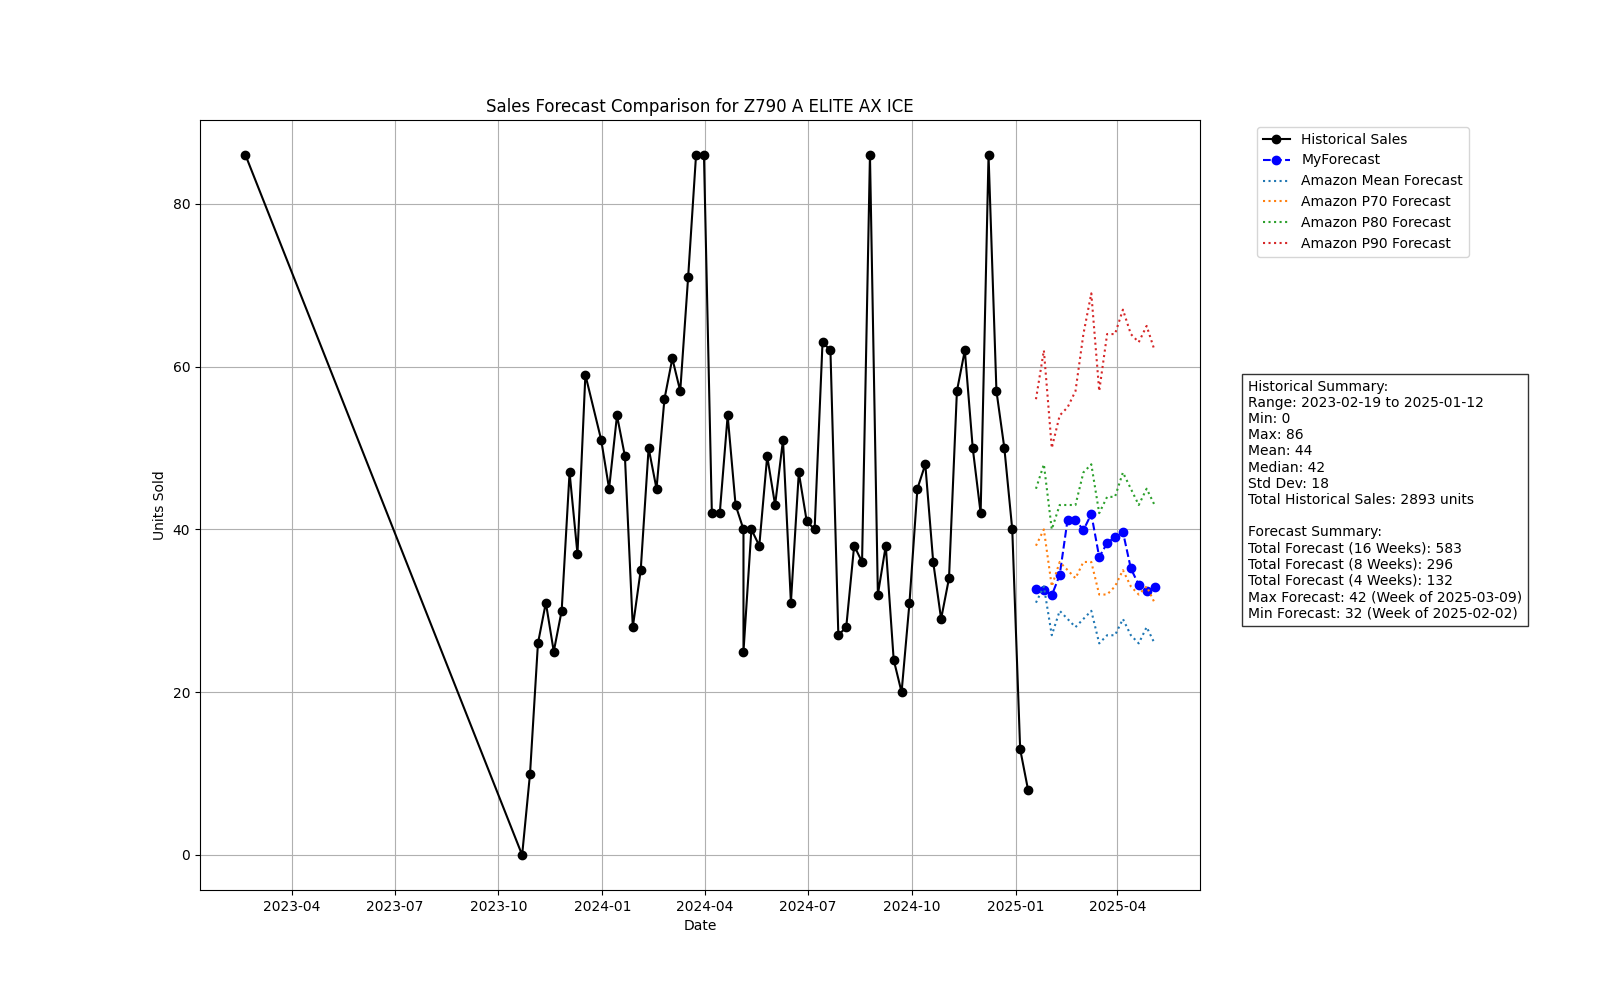 Sales Forecast Comparison for Z790 A ELITE AX ICE
Historical Sales
MyForecast
Amazon Mean Forecast
Amazon P70 Forecast
Amazon P80 Forecast
Amazon P90 Forecast
Units Sold
80
60
40
20
0
2023-04
2023-07
2023-10
2024-01
2024-04
2024-07
2024-10
2025-01
2025-04
Date
Historical Summary:
Range: 2023-02-19 to 2025-01-12
Min: 0
Max: 86
Mean: 44
Median: 42
Std Dev: 18
Total Historical Sales: 2893 units
Forecast Summary:
Total Forecast (16 Weeks): 583
Total Forecast (8 Weeks): 296
Total Forecast (4 Weeks): 132
Max Forecast: 42 (Week of 2025-03-09)
Min Forecast: 32 (Week of 2025-02-02)